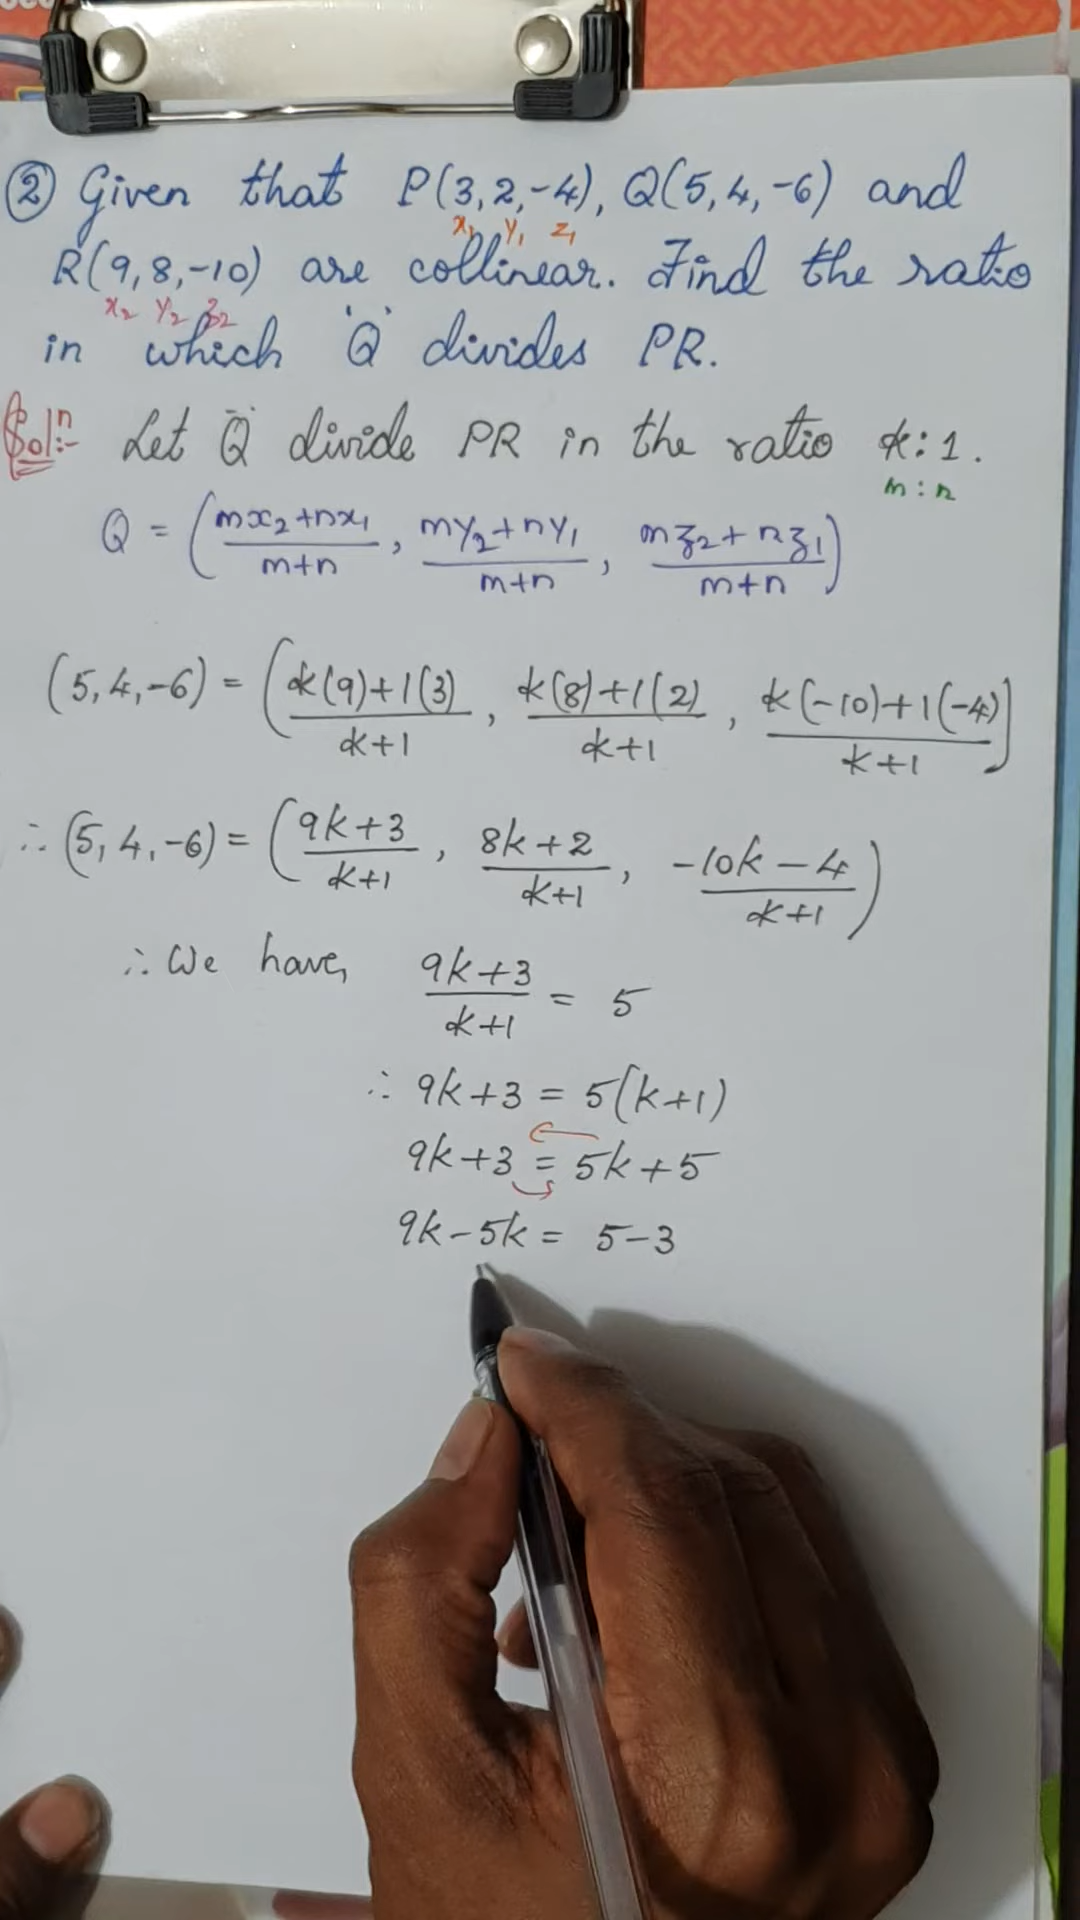 ② Given that P(3,2,-4), Q(5,4,-6) and
x₁ y₁ z₁
R(9,8,-10) are collinear. Find the ratio
x₂ y₂ z₂
in which 'Q' divides PR.
Solⁿ:- Let Q divide PR in the ratio k:1.
m:n
Q = ((mx₂+nx₁)/(m+n), (my₂+ny₁)/(m+n), (mz₂+nz₁)/(m+n))
(5,4,-6) = ((k(9)+1(3))/(k+1), (k(8)+1(2))/(k+1), (k(-10)+1(-4))/(k+1))
∴ (5,4,-6) = ((9k+3)/(k+1), (8k+2)/(k+1), (-10k-4)/(k+1))
∴ We have, (9k+3)/(k+1) = 5
∴ 9k+3 = 5(k+1)
9k+3 = 5k+5
9k-5k = 5-3